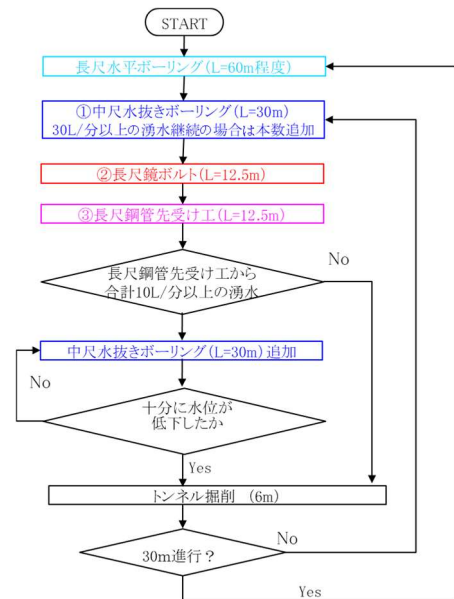 START
長尺水平ボーリング(L=60m程度)
①中尺水抜きボーリング(L=30m)
30L/分以上の湧水継続の場合は本数追加
②長尺鏡ボルト(L=12.5m)
③長尺鋼管先受け工(L=12.5m)
長尺鋼管先受け工から
合計10L/分以上の湧水
No
中尺水抜きボーリング(L=30m)追加
No
十分に水位が
低下したか
Yes
トンネル掘削 (6m)
30m進行？
No
Yes